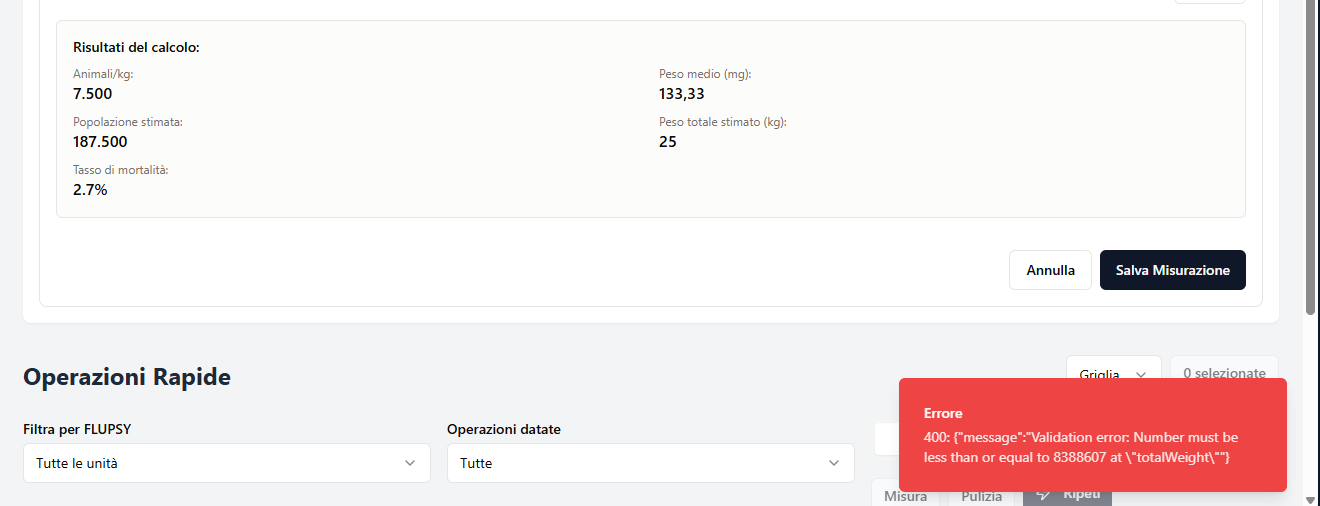 Risultati del calcolo:
Animali/kg:
7.500
Peso medio (mg):
133,33
Popolazione stimata:
187.500
Peso totale stimato (kg):
25
Tasso di mortalità:
2.7%
Annulla
Salva Misurazione
Operazioni Rapide
Griglia
0 selezionate
Filtra per FLUPSY
Tutte le unità
Operazioni datate
Tutte
Errore
400: {"message":"Validation error: Number must be
less than or equal to 8388607 at \"totalWeight\""}
Misura
Pulizia
Ripeti